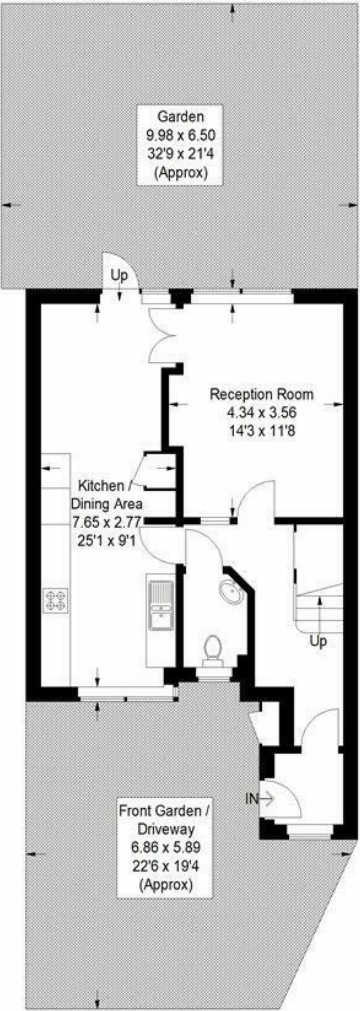 Garden
9.98 x 6.50
32'9 x 21'4
(Approx)
Up
Reception Room
4.34 x 3.56
14'3 x 11'8
Kitchen /
Dining Area
7.65 x 2.77
25'1 x 9'1
Up
IN
Front Garden /
Driveway
6.86 x 5.89
22'6 x 19'4
(Approx)